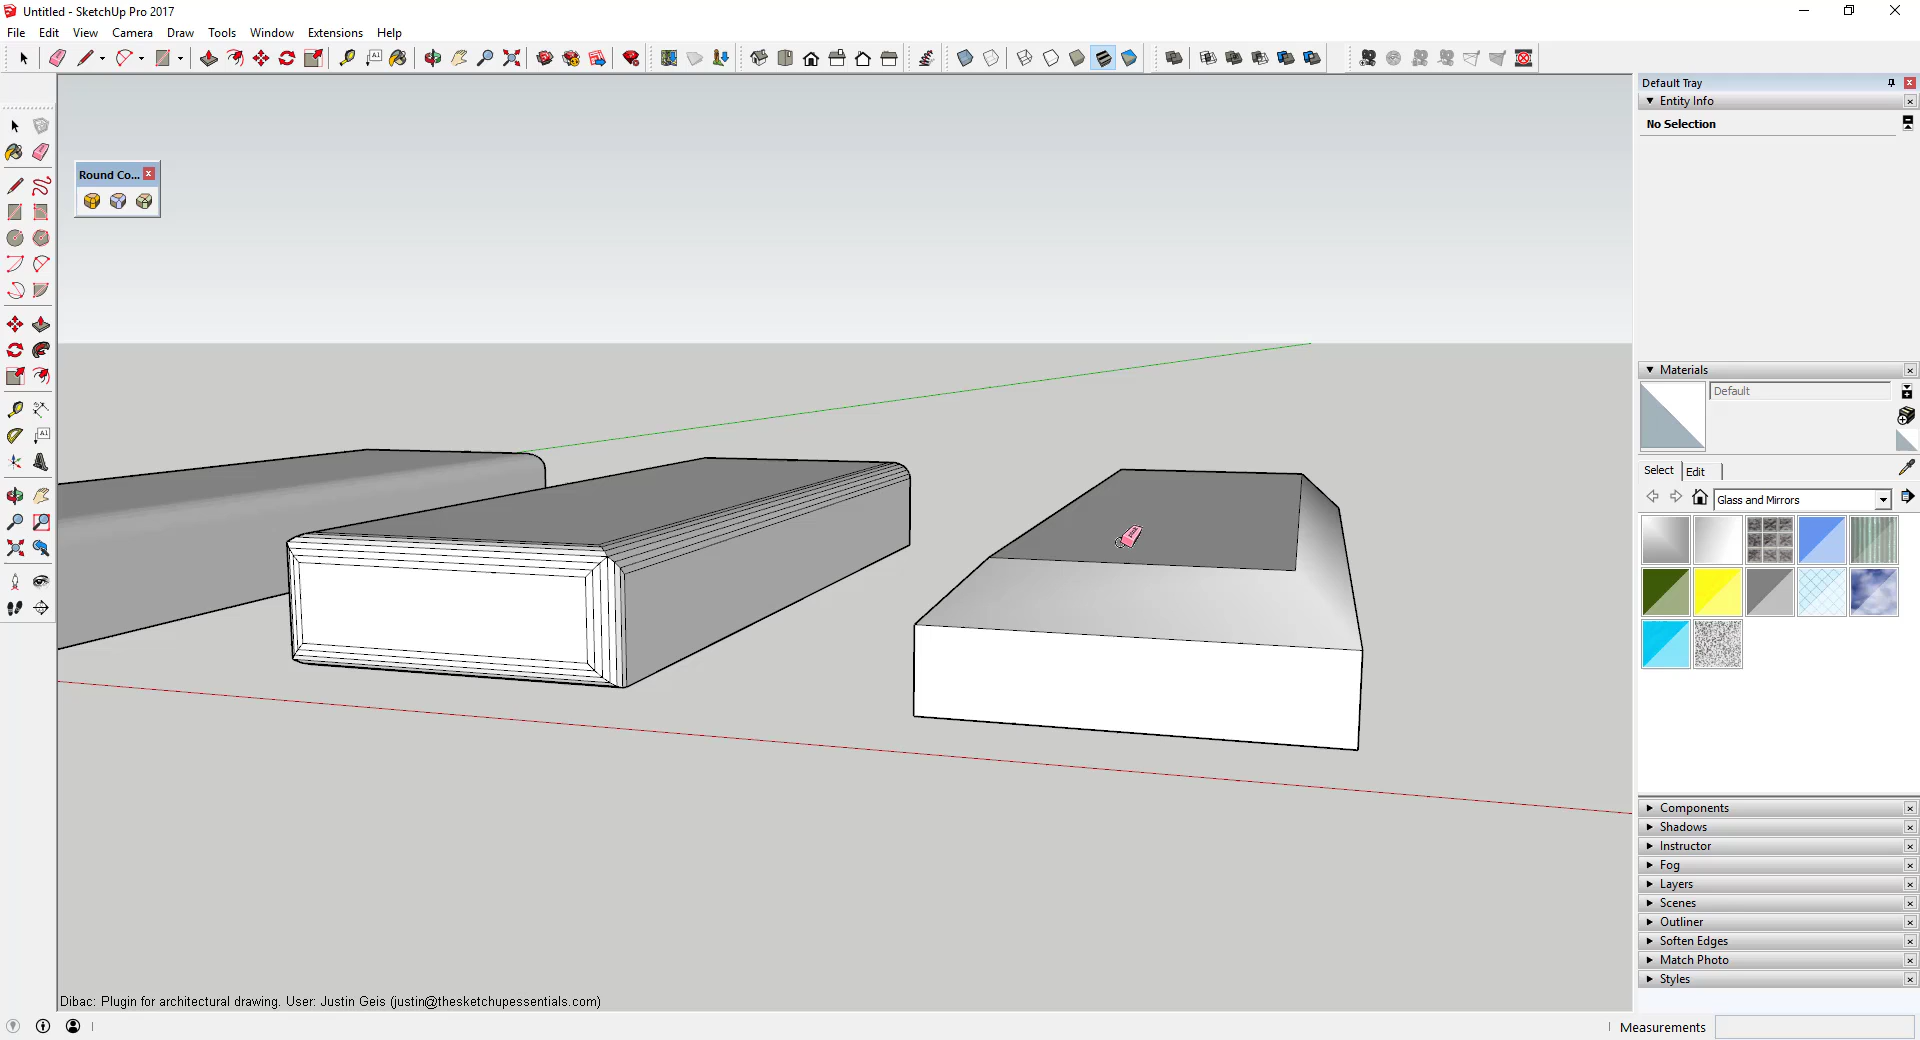 Untitled - SketchUp Pro 2017
File Edit View Camera Draw Tools Window Extensions Help
Default Tray
Entity Info
No Selection
Round Co...
Materials
Default
Select Edit
Glass and Mirrors
Components
Shadows
Instructor
Fog
Layers
Scenes
Outliner
Soften Edges
Match Photo
Styles
Dibac: Plugin for architectural drawing. User: Justin Geis (justin@thesketchupessentials.com)
Measurements